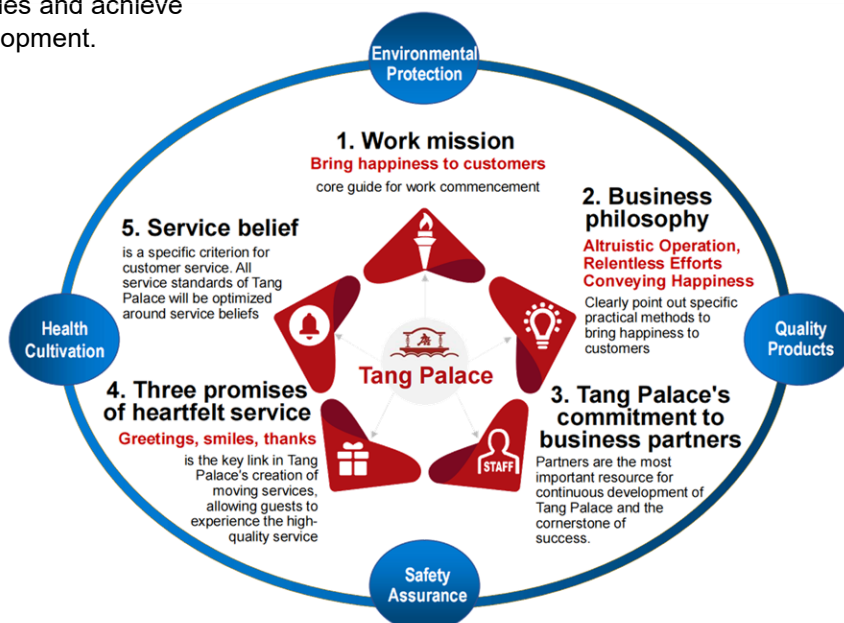 ies and achieve
opment.
Environmental
Protection
1. Work mission
Bring happiness to customers
core guide for work commencement
2. Business
philosophy
Altruistic Operation,
Relentless Efforts
Conveying Happiness
Clearly point out specific
practical methods to
bring happiness to
customers
5. Service belief
is a specific criterion for
customer service. All
service standards of Tang
Palace will be optimized
around service beliefs
Health
Cultivation
Quality
Products
Tang Palace
4. Three promises
of heartfelt service
Greetings, smiles, thanks
is the key link in Tang
Palace's creation of
moving services,
allowing guests to
experience the high-
quality service
3. Tang Palace's
commitment to
business partners
Partners are the most
important resource for
continuous development of
Tang Palace and the
cornerstone of
success.
STAFF
Safety
Assurance